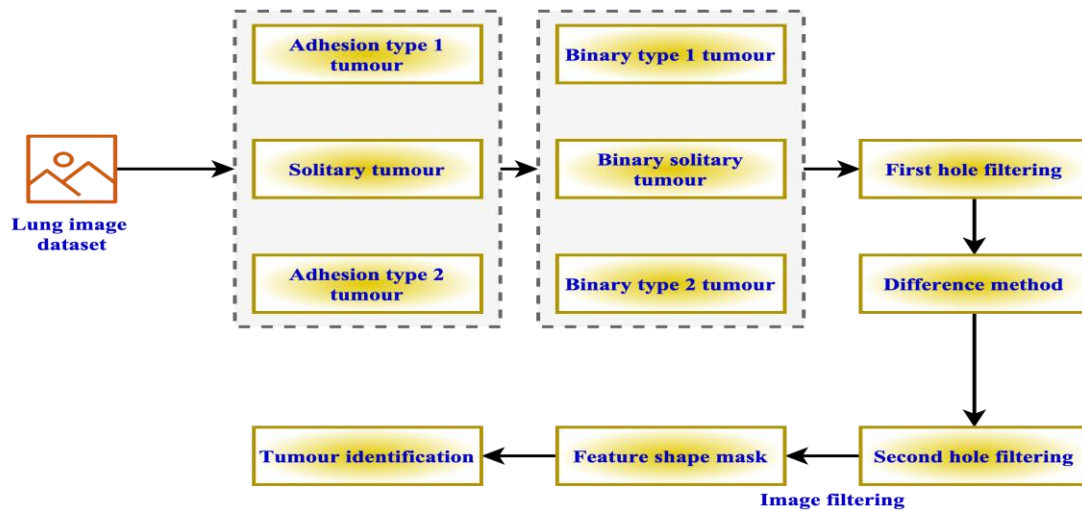 Lung image
dataset
Adhesion type 1
tumour
Solitary tumour
Adhesion type 2
tumour
Binary type 1 tumour
Binary solitary
tumour
Binary type 2 tumour
First hole filtering
Difference method
Second hole filtering
Image filtering
Feature shape mask
Tumour identification